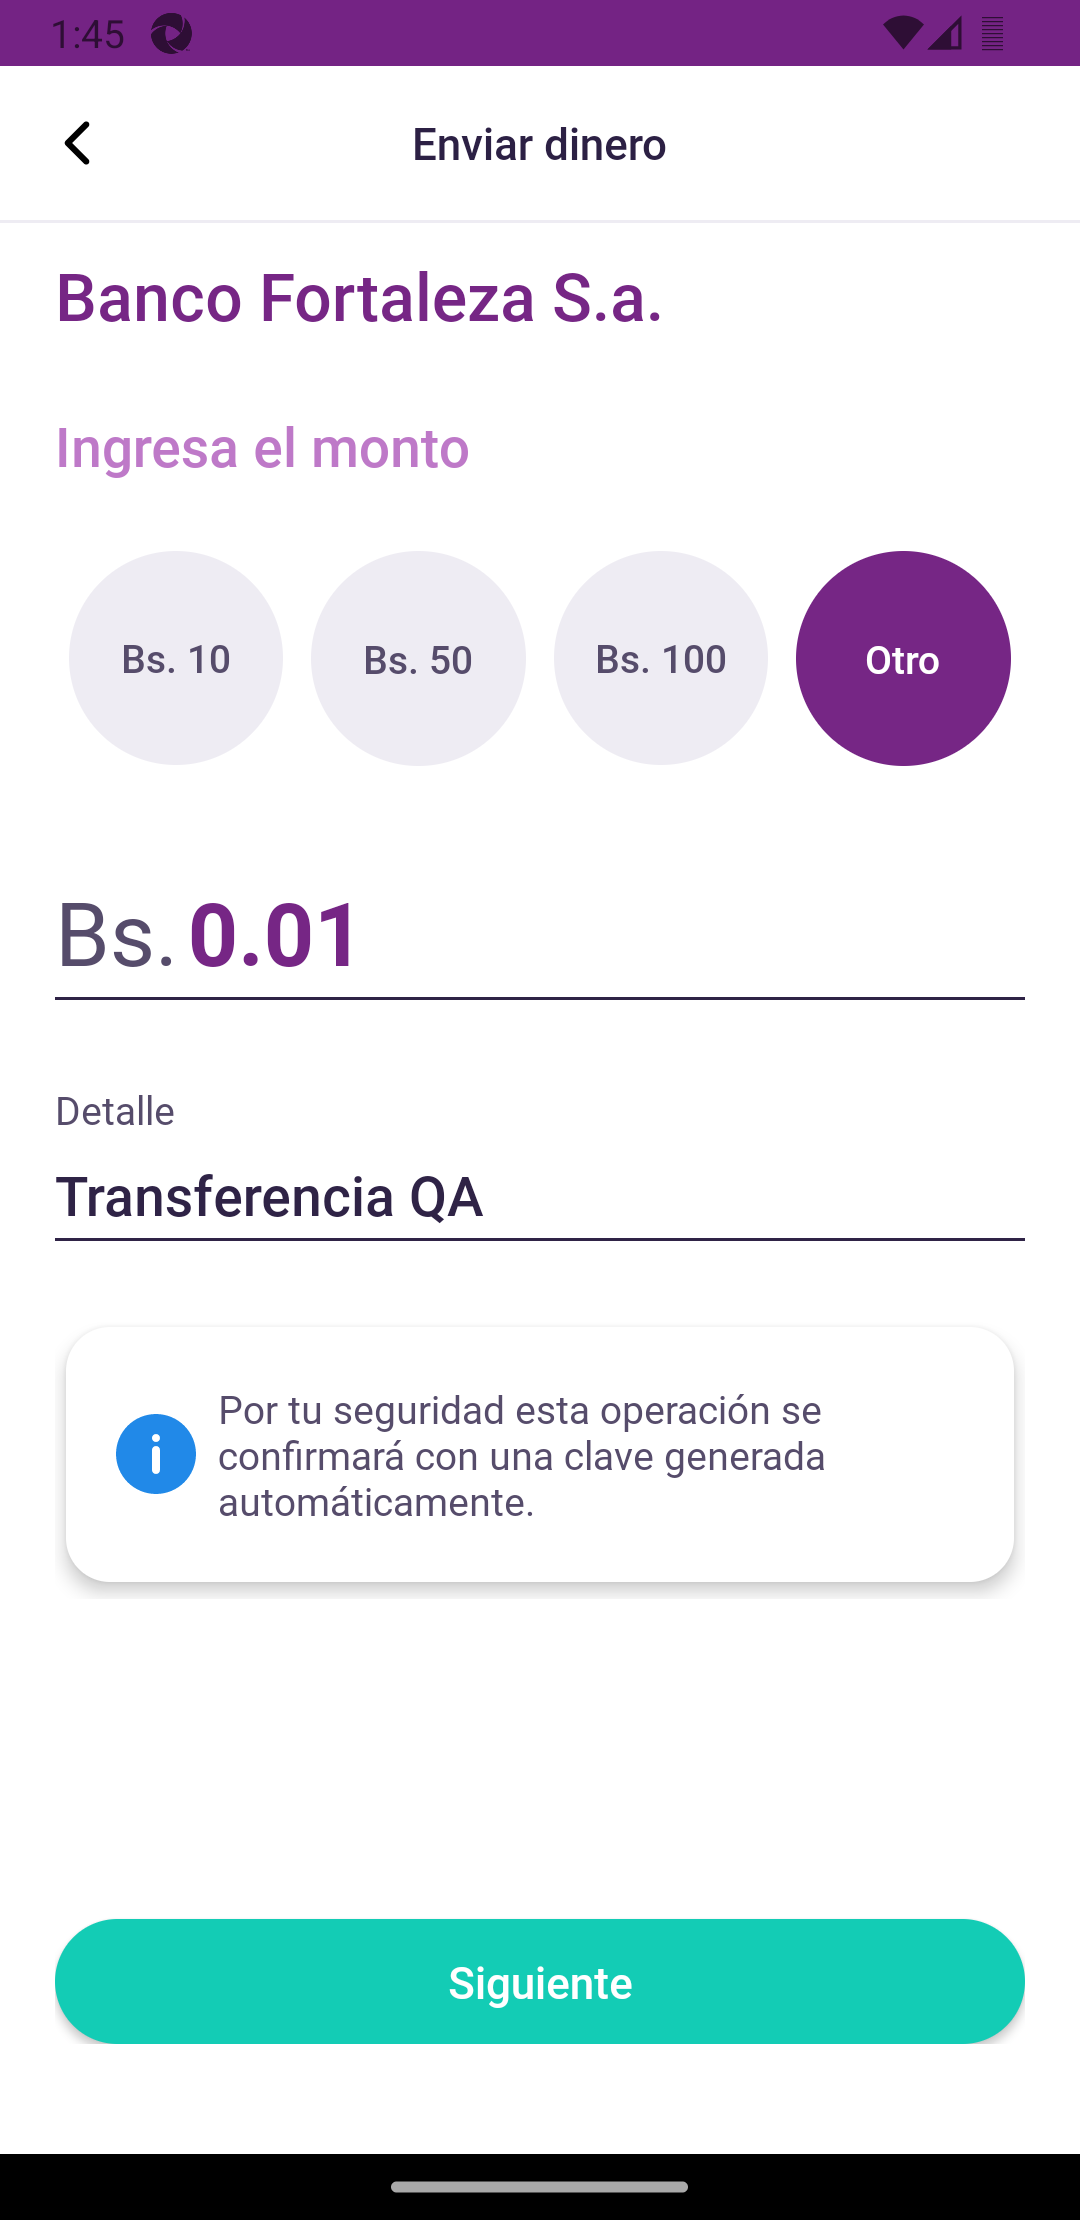 1:45
Enviar dinero
Banco Fortaleza S.a.
Ingresa el monto
Bs. 10
Bs. 50
Bs. 100
Otro
Bs. 0.01
Detalle
Transferencia QA
Por tu seguridad esta operación se
confirmará con una clave generada
automáticamente.
Siguiente